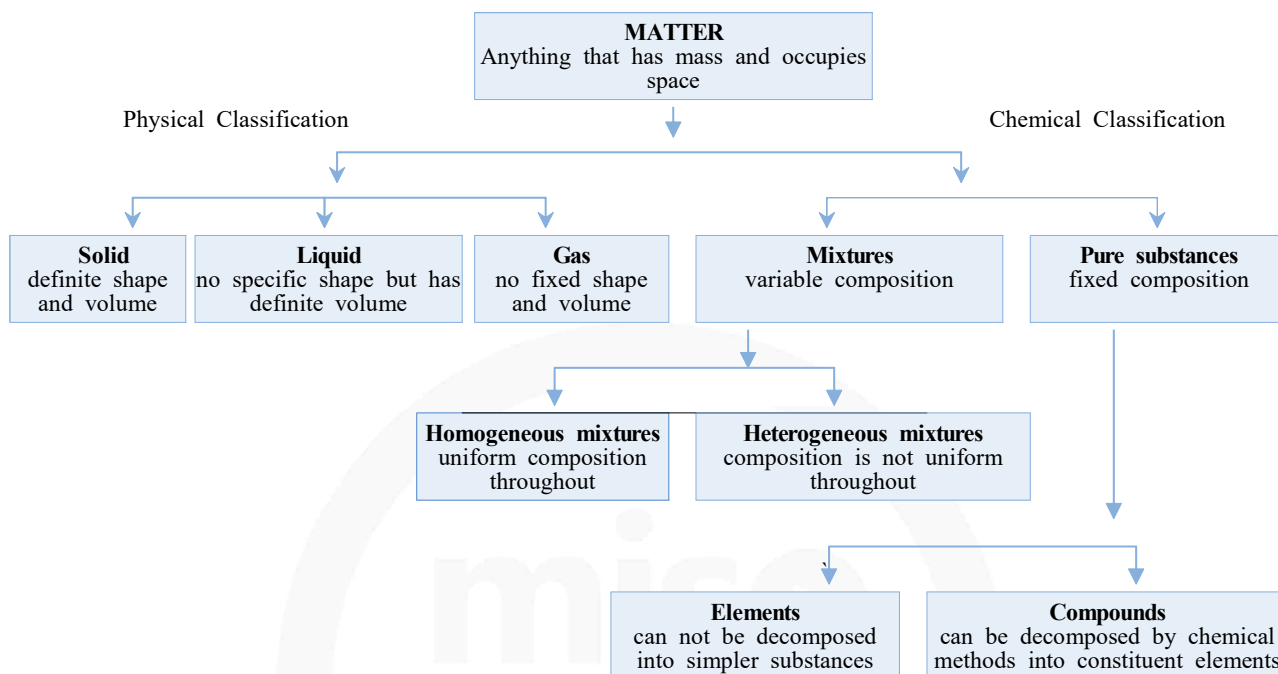 MATTER
Anything that has mass and occupies
space
Physical Classification
Chemical Classification
Solid
definite shape
and volume
Liquid
no specific shape but has
definite volume
Gas
no fixed shape
and volume
Mixtures
variable composition
Pure substances
fixed composition
Homogeneous mixtures
uniform composition
throughout
Heterogeneous mixtures
composition is not uniform
throughout
Elements
can not be decomposed
into simpler substances
Compounds
can be decomposed by chemical
methods into constituent elements